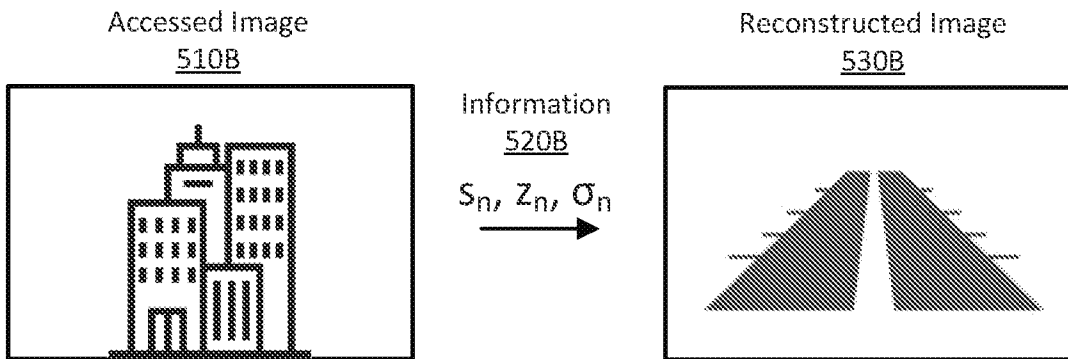 Accessed Image
510B
Information
520B
sₙ, zₙ, σₙ
Reconstructed Image
530B